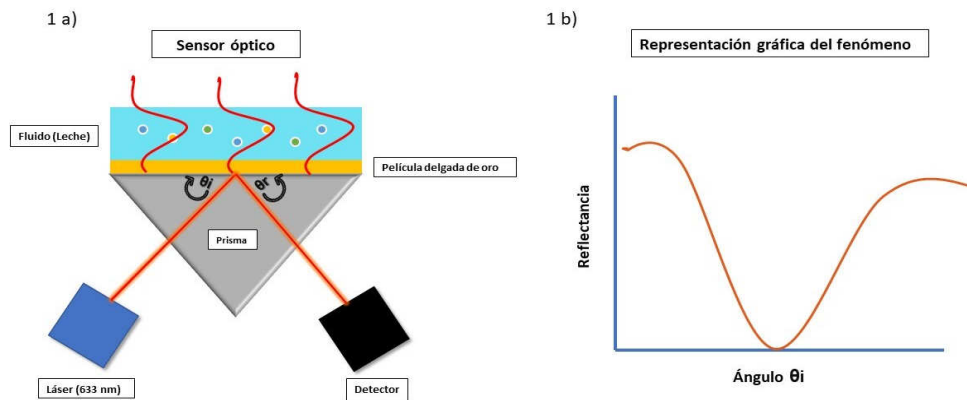 1 a)
Sensor óptico
Fluido (Leche)
θi
θr
Película delgada de oro
Prisma
Láser (633 nm)
Detector
1 b)
Representación gráfica del fenómeno
Reflectancia
Ángulo θi